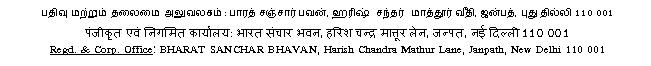 பதிவு மற்றும் தலைமை அலுவலகம் : பாரத் சஞ்சார் பவன், ஹரிஷ் சந்தர் மாத்தூர் வீதி, ஜன்பத், புது தில்லி 110 001
पंजीकृत एवं निगमित कार्यालय: भारत संचार भवन, हरिश चन्द्र मात्तूर लेन, जन्पत, नई दिल्ली 110 001
Regd. & Corp. Office: BHARAT SANCHAR BHAVAN, Harish Chandra Mathur Lane, Janpath, New Delhi 110 001